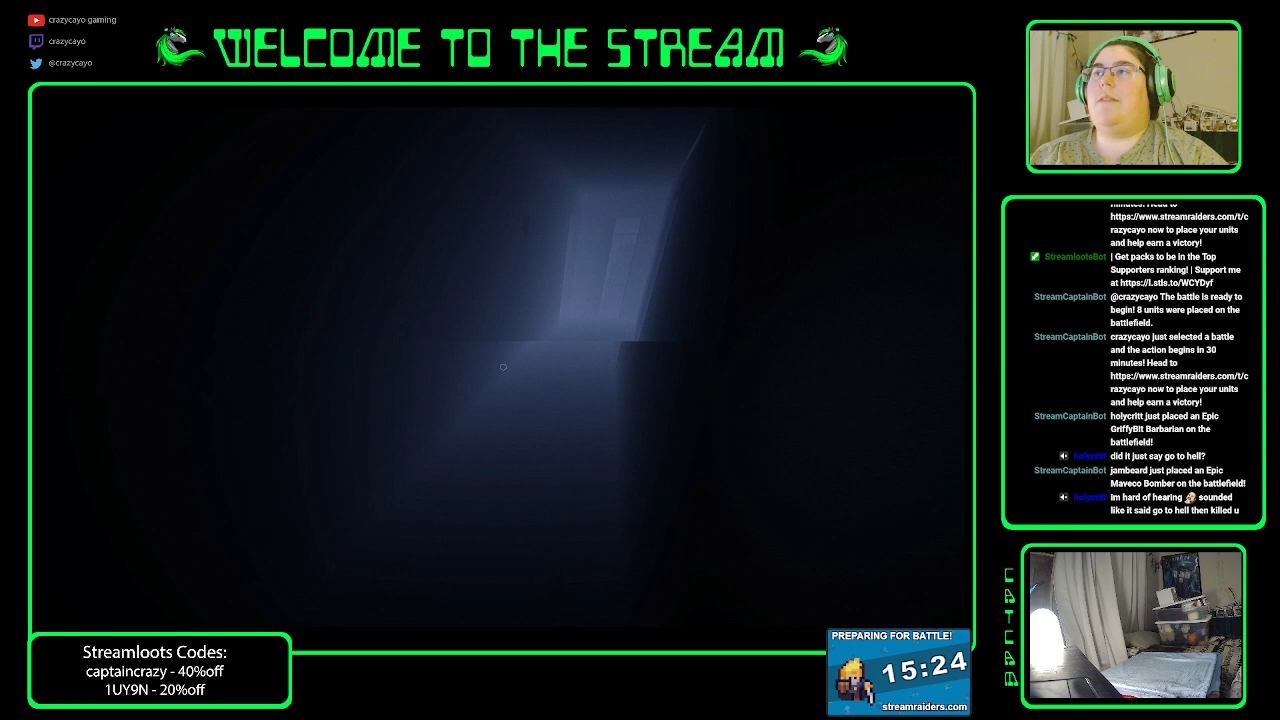 crazycayo gaming
crazycayo
@crazycayo
WELCOME TO THE STREAM
https://www.streamraiders.com/t/c
razycayo now to place your units
and help earn a victory!
StreamlootsBot | Get packs to be in the Top
Supporters ranking! | Support me
at https://l.stls.to/WCYDyf
StreamCaptainBot @crazycayo The battle is ready to
begin! 8 units were placed on the
battlefield.
StreamCaptainBot crazycayo just selected a battle
and the action begins in 30
minutes! Head to
https://www.streamraiders.com/t/c
razycayo now to place your units
and help earn a victory!
StreamCaptainBot holycritt just placed an Epic
GriffyBit Barbarian on the
battlefield!
holycritt did it just say go to hell?
StreamCaptainBot jambeard just placed an Epic
Maveco Bomber on the battlefield!
holycritt Im hard of hearing sounded
like it said go to hell then killed u
CATCAM
Streamloots Codes:
captaincrazy - 40%off
1UY9N - 20%off
PREPARING FOR BATTLE!
15:24
streamraiders.com